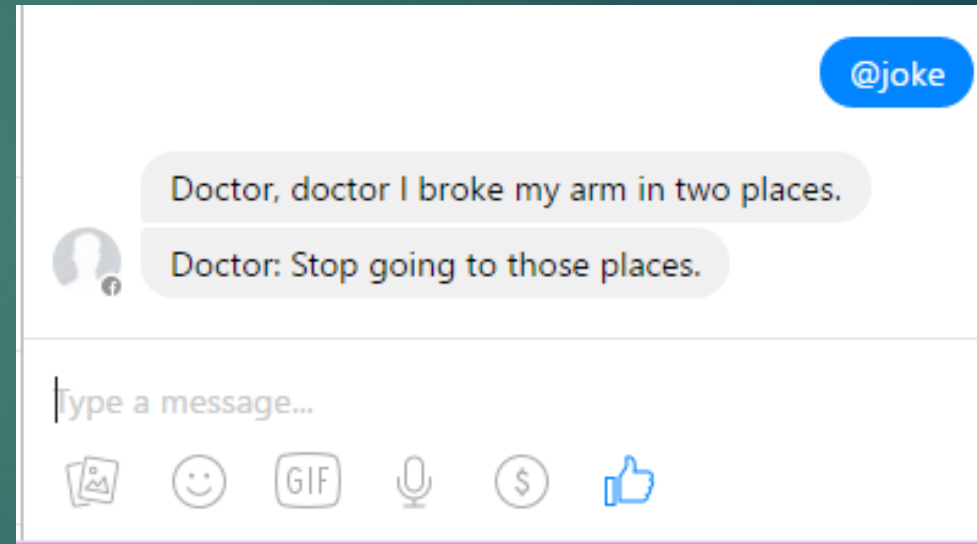 @joke
Doctor, doctor I broke my arm in two places.
Doctor: Stop going to those places.
Type a message...
GIF
$